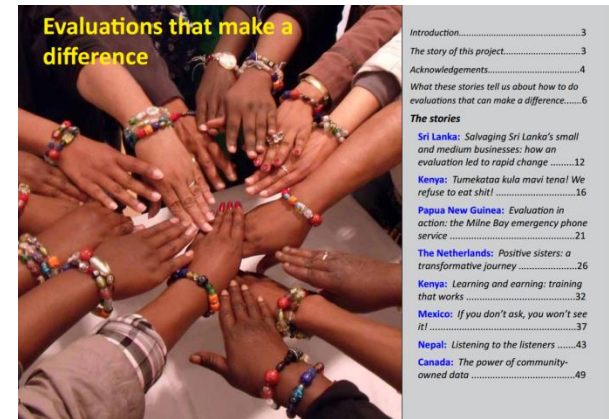 Evaluations that make a
difference
Introduction.............................................3
The story of this project............................3
Acknowledgements..................................4
What these stories tell us about how to do
evaluations that can make a difference.......6
The stories
Sri Lanka: Salvaging Sri Lanka's small
and medium businesses: how an
evaluation led to rapid change .........12
Kenya: Tumekataa kula mavi tena! We
refuse to eat shit! .............................16
Papua New Guinea: Evaluation in
action: the Milne Bay emergency phone
service ..............................................21
The Netherlands: Positive sisters: a
transformative journey .......................26
Kenya: Learning and earning: training
that works .........................................32
Mexico: If you don't ask, you won't see
it! ......................................................37
Nepal: Listening to the listeners .......43
Canada: The power of community-
owned data ......................................49